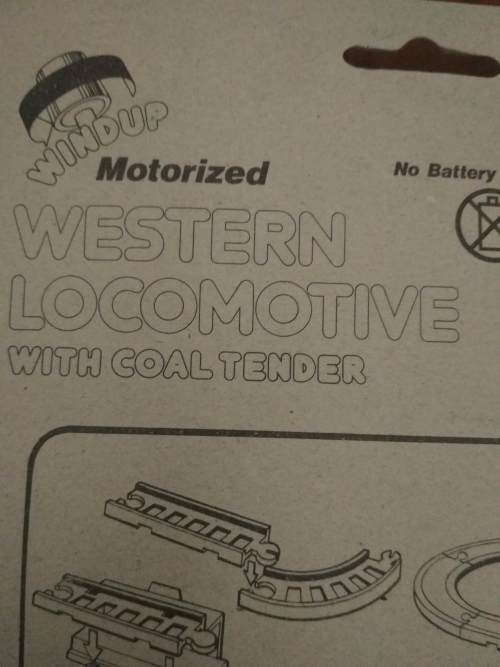 WINDUP
Motorized
No Battery
WESTERN
LOCOMOTIVE
WITH COAL TENDER